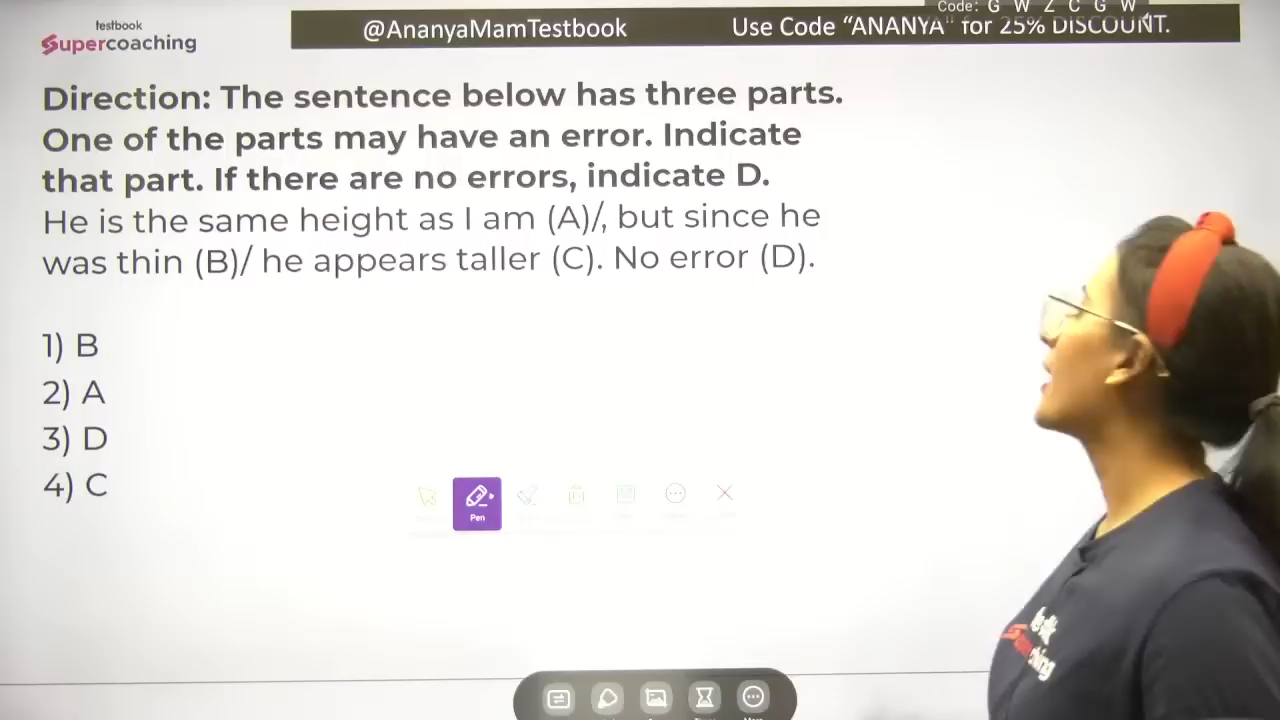 Code: G W Z C G W
testbook
Supercoaching
@AnanyaMamTestbook
Use Code “ANANYA" for 25% DISCOUNT.
Direction: The sentence below has three parts.
One of the parts may have an error. Indicate
that part. If there are no errors, indicate D.
He is the same height as I am (A)/, but since he
was thin (B)/ he appears taller (C). No error (D).
1) B
2) A
3) D
4) C
Pen